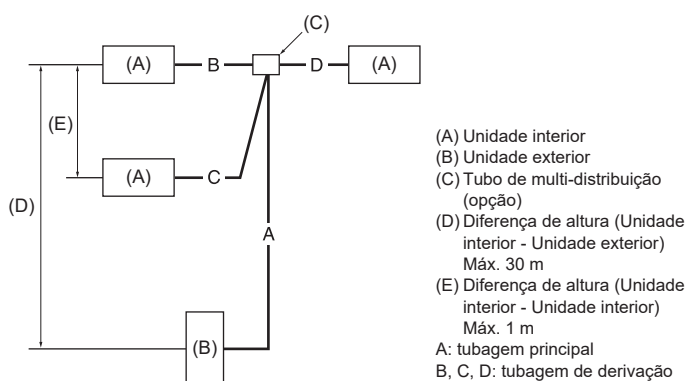 (C)
(A)
B
D
(A)
(E)
(A)
C
(D)
A
(B)
(A) Unidade interior
(B) Unidade exterior
(C) Tubo de multi-distribuição
(opção)
(D) Diferença de altura (Unidade
interior - Unidade exterior)
Máx. 30 m
(E) Diferença de altura (Unidade
interior - Unidade interior)
Máx. 1 m
A: tubagem principal
B, C, D: tubagem de derivação